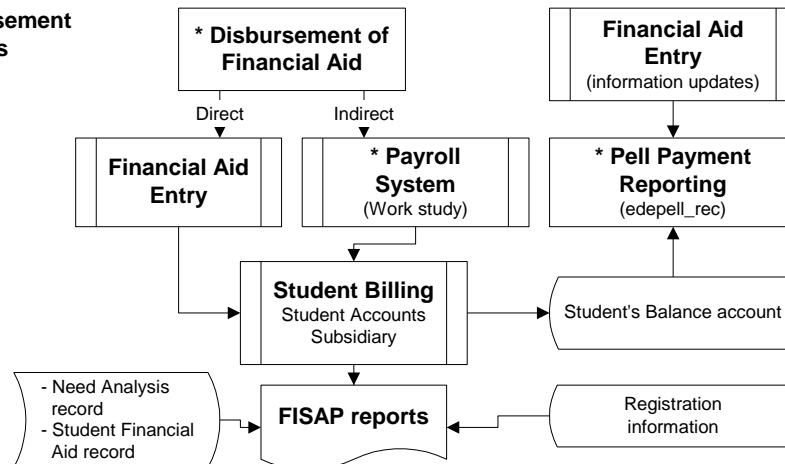 sement
s
* Disbursement of
Financial Aid
Financial Aid
Entry
(information updates)
Direct
Indirect
Financial Aid
Entry
* Payroll
System
(Work study)
* Pell Payment
Reporting
(edepell_rec)
Student Billing
Student Accounts
Subsidiary
Student's Balance account
- Need Analysis
record
- Student Financial
Aid record
FISAP reports
Registration
information